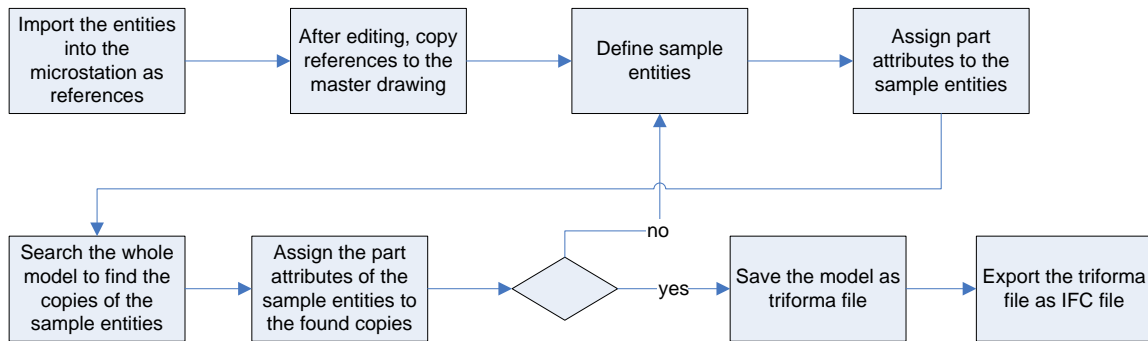 Import the entities
into the
microstation as
references
After editing, copy
references to the
master drawing
Define sample
entities
Assign part
attributes to the
sample entities
Search the whole
model to find the
copies of the
sample entities
Assign the part
attributes of the
sample entities to
the found copies
no
yes
Save the model as
triforma file
Export the triforma
file as IFC file